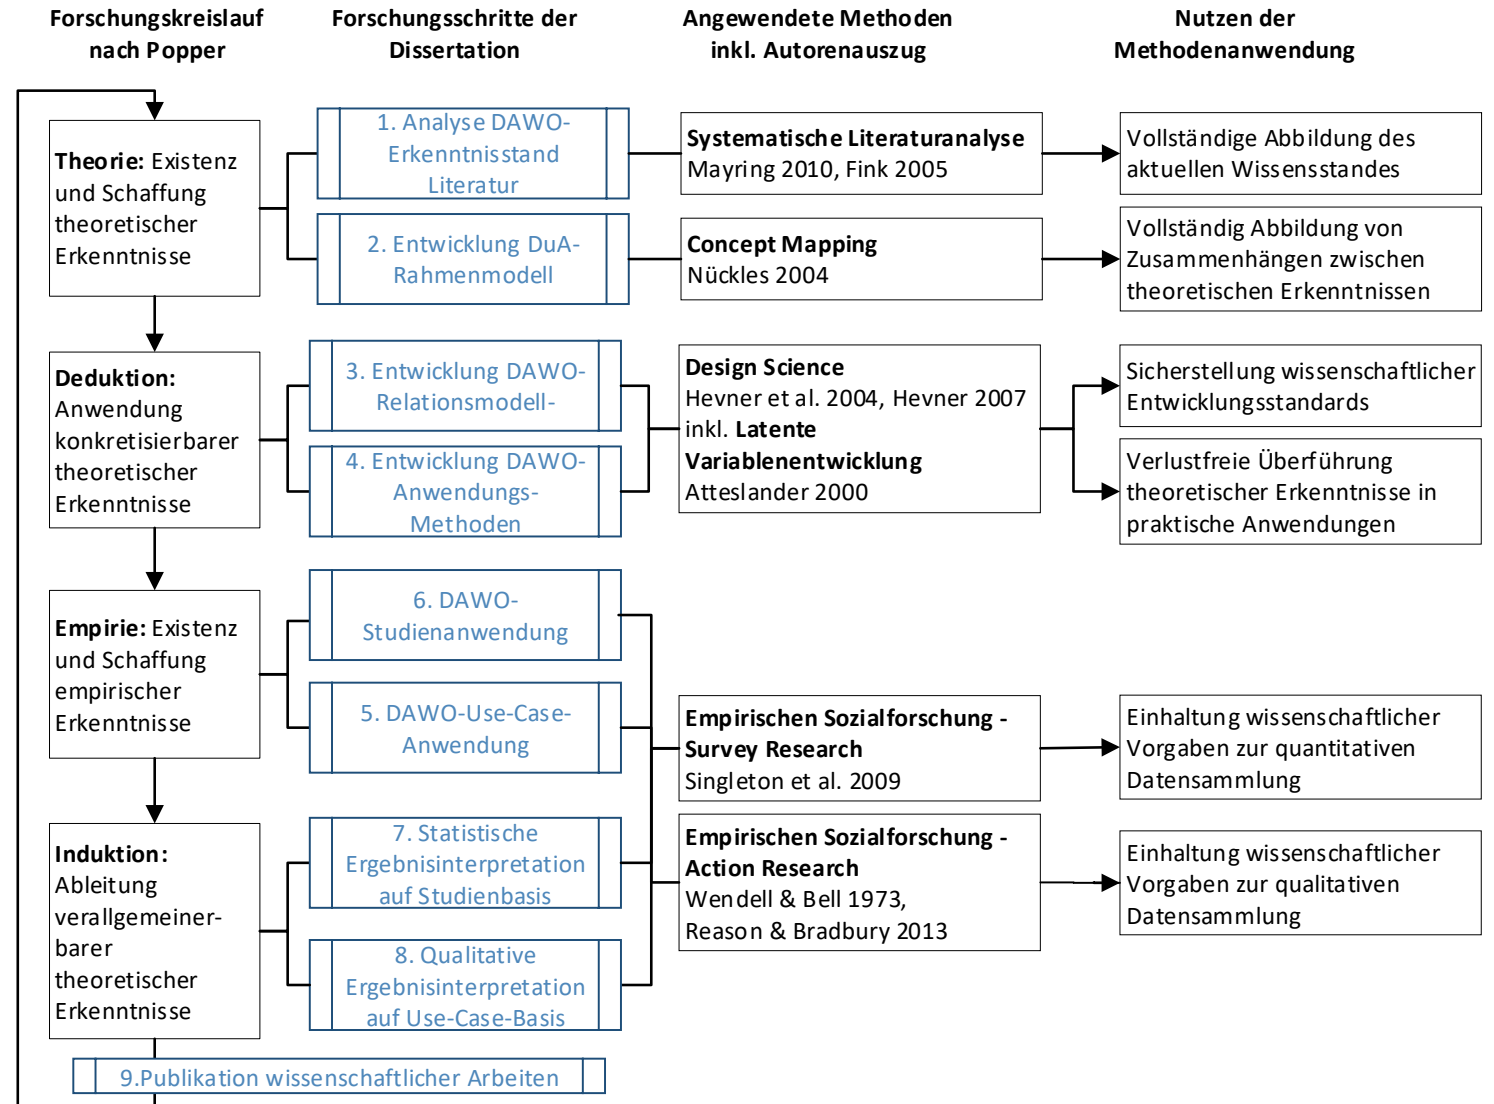 Forschungskreislauf
nach Popper
Forschungsschritte der
Dissertation
Angewendete Methoden
inkl. Autorenauszug
Nutzen der
Methodenanwendung
Theorie: Existenz
und Schaffung
theoretischer
Erkenntnisse
1. Analyse DAWO-
Erkenntnisstand
Literatur
Systematische Literaturanalyse
Mayring 2010, Fink 2005
Vollständige Abbildung des
aktuellen Wissensstandes
2. Entwicklung DuA-
Rahmenmodell
Concept Mapping
Nückles 2004
Vollständig Abbildung von
Zusammenhängen zwischen
theoretischen Erkenntnissen
Deduktion:
Anwendung
konkretisierbarer
theoretischer
Erkenntnisse
3. Entwicklung DAWO-
Relationsmodell-
4. Entwicklung DAWO-
Anwendungs-
Methoden
Design Science
Hevner et al. 2004, Hevner 2007
inkl. Latente
Variablenentwicklung
Atteslander 2000
Sicherstellung wissenschaftlicher
Entwicklungsstandards
Verlustfreie Überführung
theoretischer Erkenntnisse in
praktische Anwendungen
Empirie: Existenz
und Schaffung
empirischer
Erkenntnisse
6. DAWO-
Studienanwendung
5. DAWO-Use-Case-
Anwendung
Empirischen Sozialforschung -
Survey Research
Singleton et al. 2009
Einhaltung wissenschaftlicher
Vorgaben zur quantitativen
Datensammlung
Induktion:
Ableitung
verallgemeiner-
barer
theoretischer
Erkenntnisse
7. Statistische
Ergebnisinterpretation
auf Studienbasis
8. Qualitative
Ergebnisinterpretation
auf Use-Case-Basis
Empirischen Sozialforschung -
Action Research
Wendell & Bell 1973,
Reason & Bradbury 2013
Einhaltung wissenschaftlicher
Vorgaben zur qualitativen
Datensammlung
9.Publikation wissenschaftlicher Arbeiten